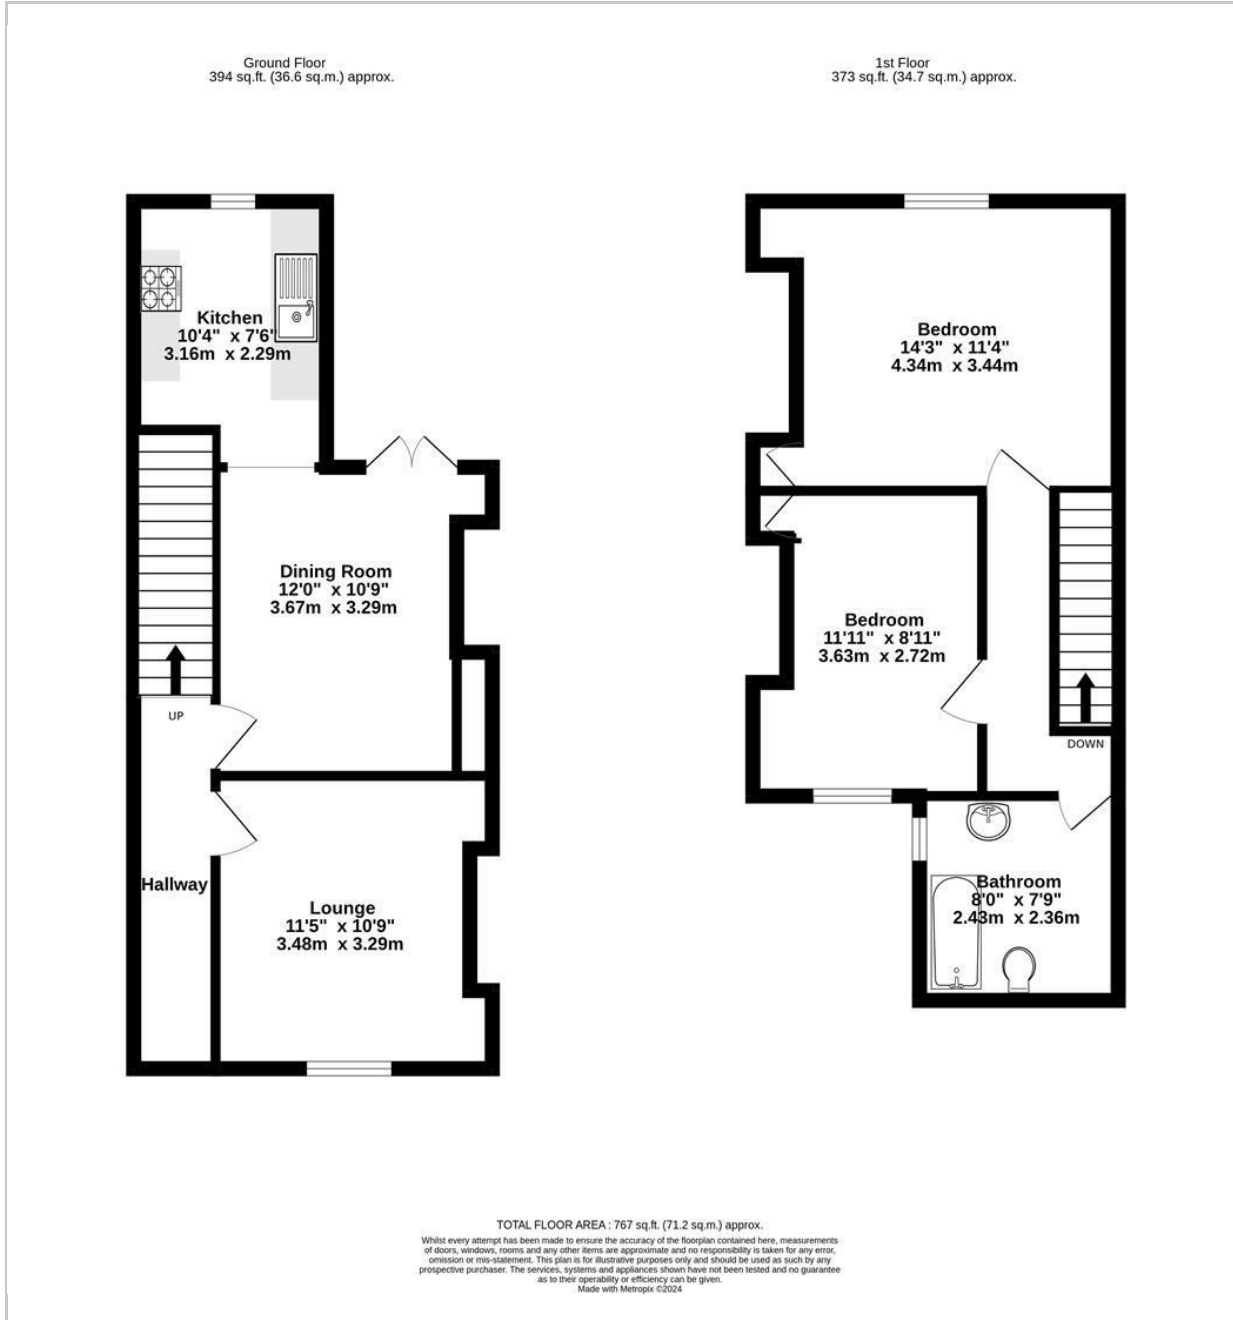 Ground Floor
394 sq.ft. (36.6 sq.m.) approx.
1st Floor
373 sq.ft. (34.7 sq.m.) approx.
Kitchen
10'4" x 7'6"
3.16m x 2.29m
Dining Room
12'0" x 10'9"
3.67m x 3.29m
UP
Hallway
Lounge
11'5" x 10'9"
3.48m x 3.29m
Bedroom
14'3" x 11'4"
4.34m x 3.44m
Bedroom
11'11" x 8'11"
3.63m x 2.72m
DOWN
Bathroom
8'0" x 7'9"
2.43m x 2.36m
TOTAL FLOOR AREA : 767 sq.ft. (71.2 sq.m.) approx.
Whilst every attempt has been made to ensure the accuracy of the floorplan contained here, measurements
of doors, windows, rooms and any other items are approximate and no responsibility is taken for any error,
omission or mis-statement. This plan is for illustrative purposes only and should be used as such by any
prospective purchaser. The services, systems and appliances shown have not been tested and no guarantee
as to their operability or efficiency can be given.
Made with Metropix ©2024